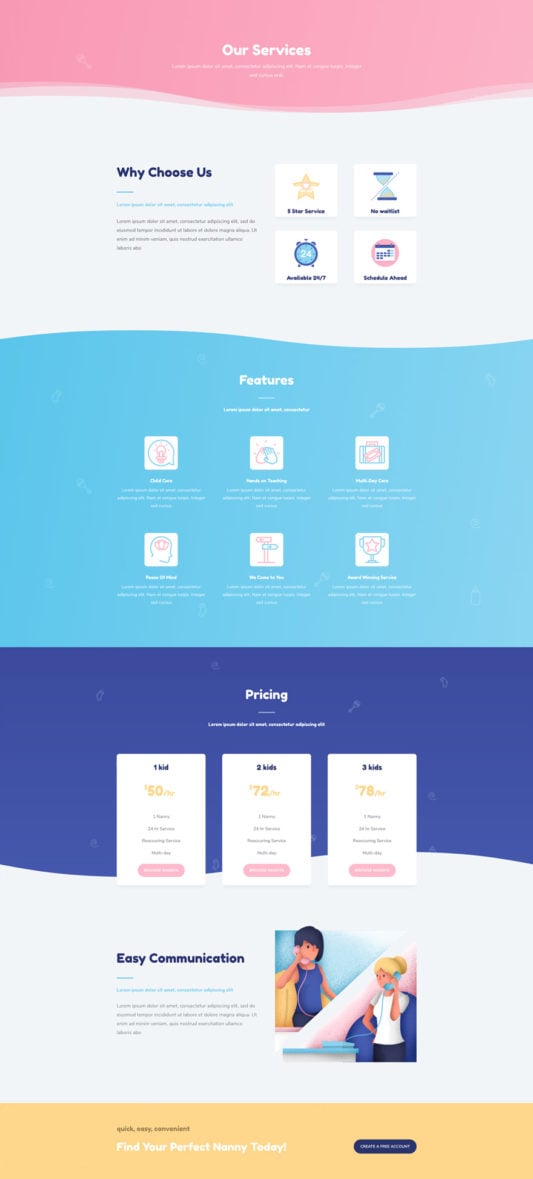 Our Services
Lorem ipsum dolor sit amet, consectetur adipiscing elit. Nam et congue turpis. Integer
sed cursus orci.
Why Choose Us
Lorem ipsum dolor sit amet, consectetur adipiscing elit
Lorem ipsum dolor sit amet, consectetur adipiscing elit, sed do
eiusmod tempor incididunt ut labore et dolore magna aliqua. Ut
enim ad minim veniam, quis nostrud exercitation ullamco
laboris abo
5 Star Service
No waitlist
24
Available 24/7
Schedule Ahead
Features
Lorem ipsum dolor sit amet, consectetur
Child Care
Lorem ipsum dolor sit amet, consectetur
adipiscing elit. Nam et congue turpis. Integer
sed cursus
Hands on Teaching
Lorem ipsum dolor sit amet, consectetur
adipiscing elit. Nam et congue turpis. Integer
sed cursus
Multi-Day Care
Lorem ipsum dolor sit amet, consectetur
adipiscing elit. Nam et congue turpis. Integer
sed cursus
Peace Of Mind
Lorem ipsum dolor sit amet, consectetur
adipiscing elit. Nam et congue turpis. Integer
sed cursus
We Come to You
Lorem ipsum dolor sit amet, consectetur
adipiscing elit. Nam et congue turpis. Integer
sed cursus
Award Winning Service
Lorem ipsum dolor sit amet, consectetur
adipiscing elit. Nam et congue turpis. Integer
sed cursus
Pricing
Lorem ipsum dolor sit amet, consectetur adipiscing elit
1 kid
$50/hr
1 Nanny
24 hr Service
Reoccuring Service
Multi-day
2 kids
$72/hr
1 Nanny
24 hr Service
Reoccuring Service
Multi-day
3 kids
$78/hr
1 Nanny
24 hr Service
Reoccuring Service
Multi-day
Easy Communication
Lorem ipsum dolor sit amet, consectetur adipiscing elit
Lorem ipsum dolor sit amet, consectetur adipiscing elit, sed do
eiusmod tempor incididunt ut labore et dolore magna aliqua. Ut
enim ad minim veniam, quis nostrud exercitation ullamco
laboris abo
quick, easy, convenient
Find Your Perfect Nanny Today!
CREATE A FREE ACCOUNT